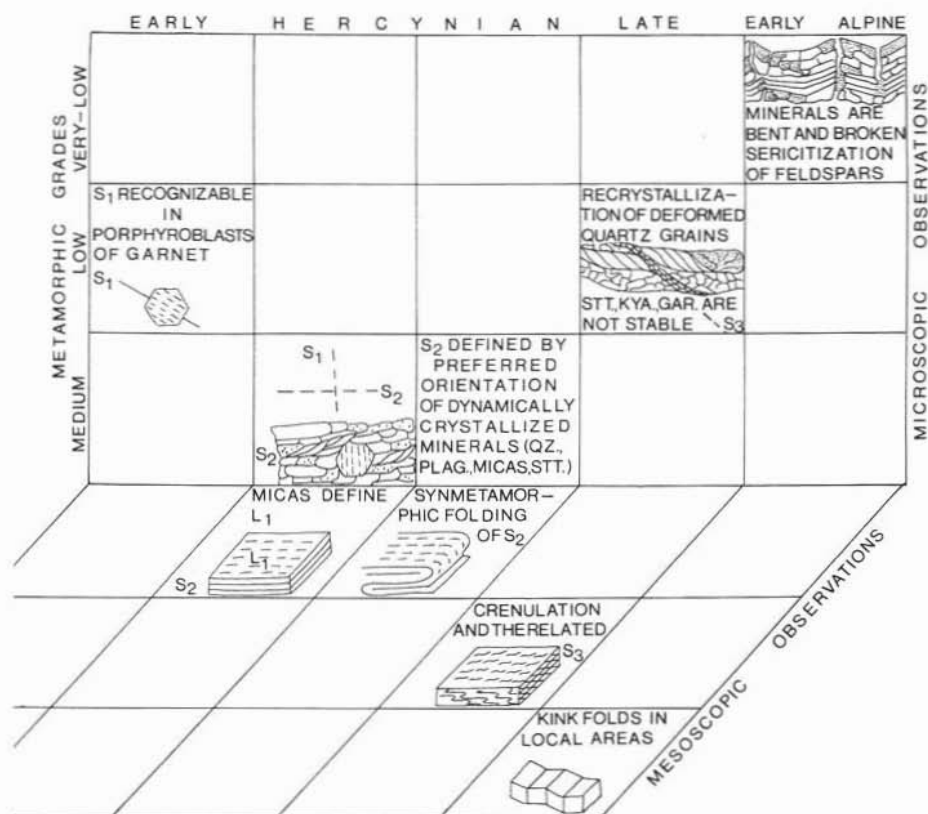 EARLY HERCYNIAN LATE EARLY ALPINE
METAMORPHIC GRADES
VERY-LOW
LOW
MEDIUM
MICROSCOPIC OBSERVATIONS
MINERALS ARE
BENT AND BROKEN
SERICITIZATION
OF FELDSPARS
S1 RECOGNIZABLE
IN
PORPHYROBLASTS
OF GARNET
S1
RECRYSTALLIZA-
TION OF DEFORMED
QUARTZ GRAINS
STT.,KYA.,GAR. ARE
NOT STABLE S3
S1
S2
S2
S2 DEFINED BY
PREFERRED
ORIENTATION
OF DYNAMICALLY
CRYSTALLIZED
MINERALS (QZ.,
PLAG.,MICAS,STT.)
MICAS DEFINE
L1
L1
S2
SYNMETAMOR-
PHIC FOLDING
OF S2
CRENULATION
AND THE RELATED
S3
KINK FOLDS IN
LOCAL AREAS
MESOSCOPIC OBSERVATIONS